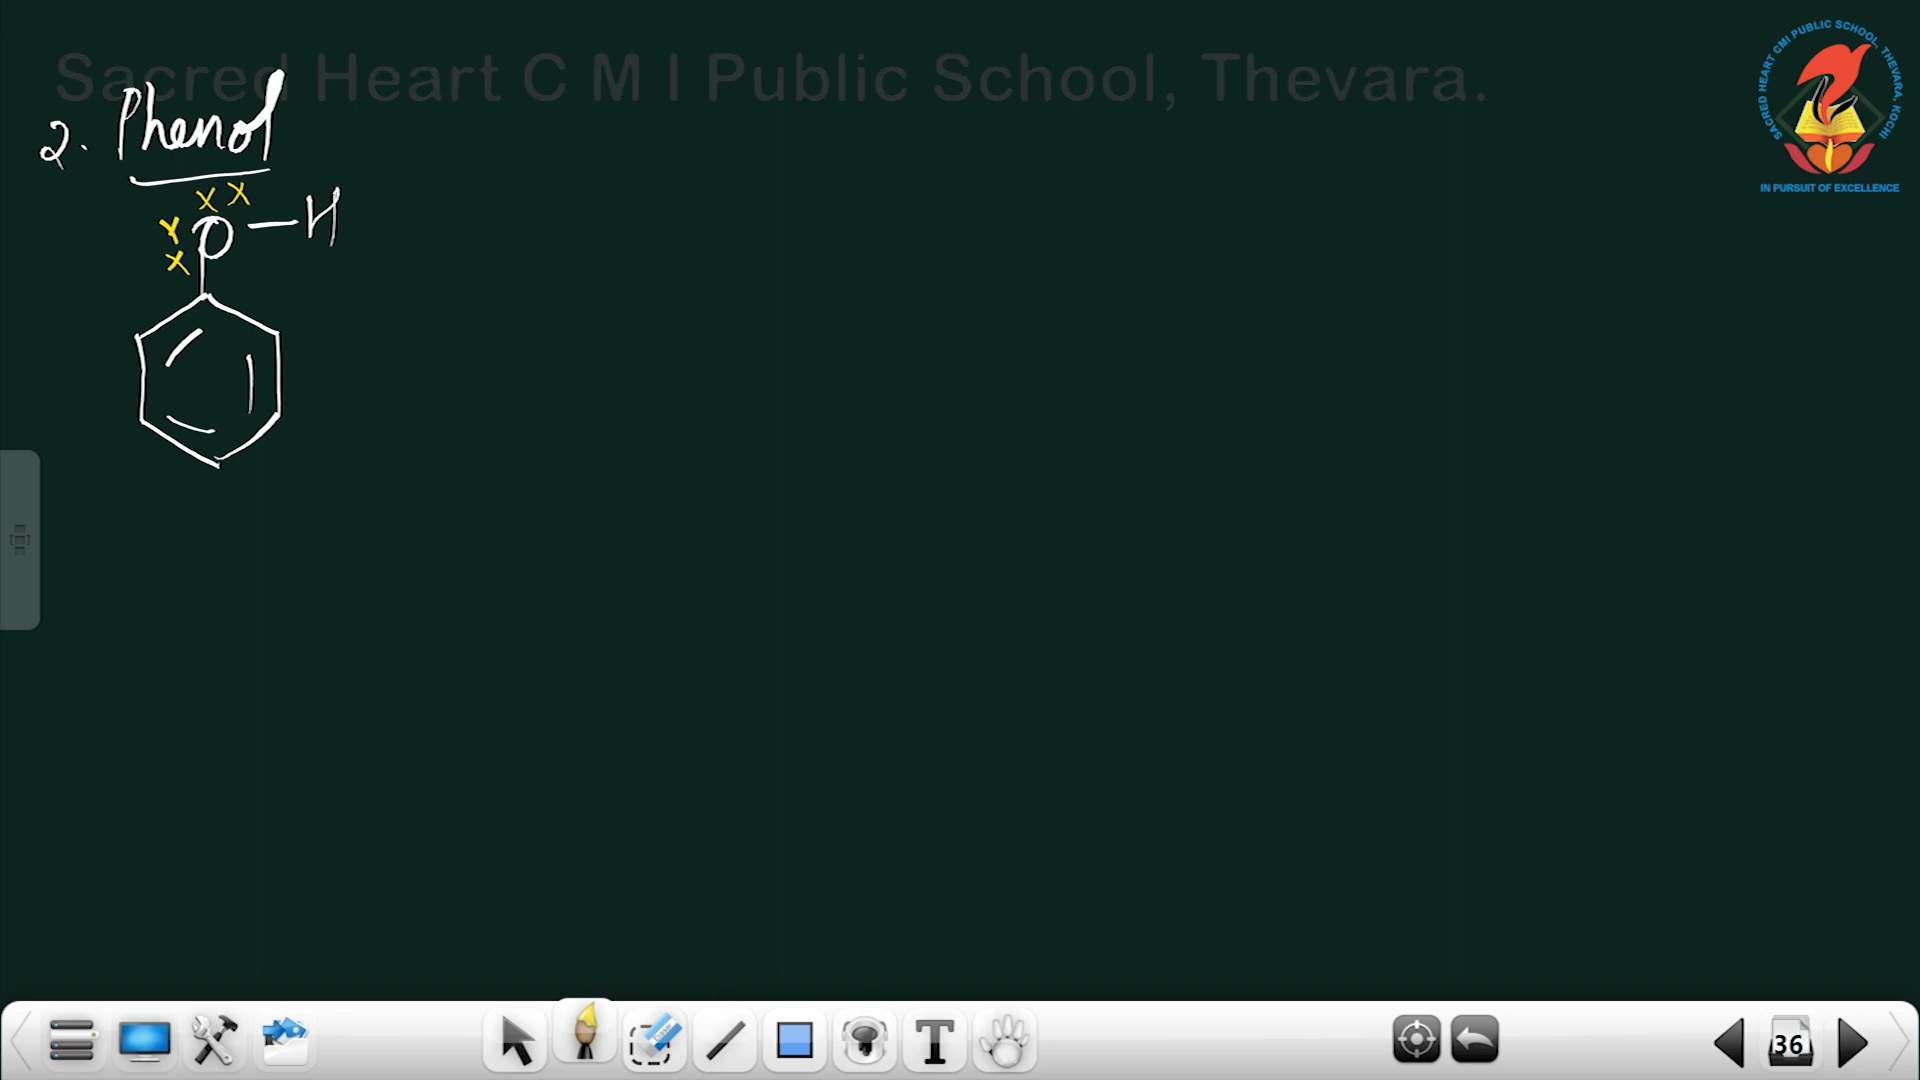 Sacred Heart C M I Public School, Thevara.
SACRED HEART CMI PUBLIC SCHOOL, THEVARA, KOCHI
IN PURSUIT OF EXCELLENCE
2. Phenol
x x
x O - H
x
T
36